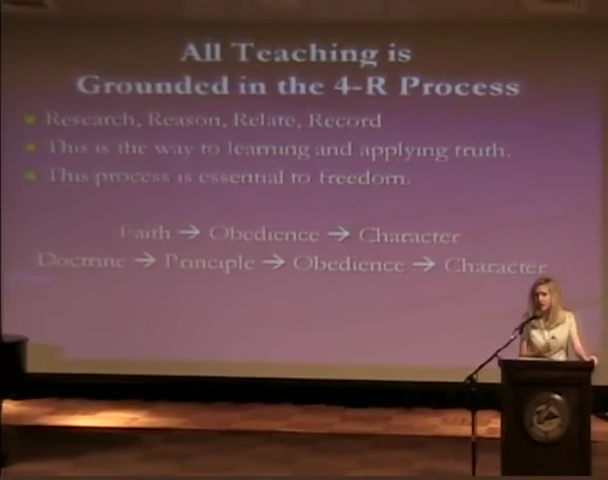 All Teaching is
Grounded in the 4-R Process
Research, Reason, Relate, Record
This is the way to learning and applying truth.
This process is essential to freedom.
Faith → Obedience → Character
Doctrine → Principle → Obedience → Character